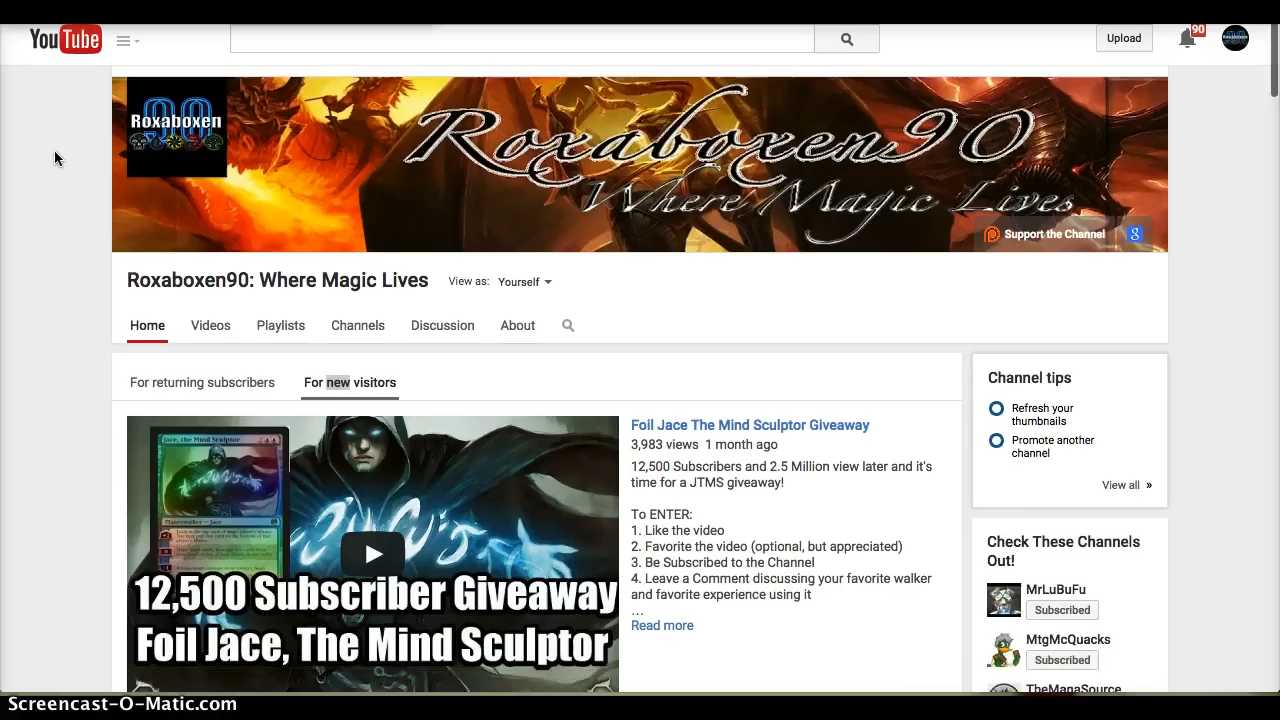 YouTube
Upload
90
Roxaboxen
Roxaboxen90
Where Magic Lives
Support the Channel
Roxaboxen90: Where Magic Lives
View as: Yourself
Home Videos Playlists Channels Discussion About
For returning subscribers For new visitors
Jace, the Mind Sculptor
Planeswalker — Jace
12,500 Subscriber Giveaway
Foil Jace, The Mind Sculptor
Foil Jace The Mind Sculptor Giveaway
3,983 views 1 month ago
12,500 Subscribers and 2.5 Million view later and it's
time for a JTMS giveaway!
To ENTER:
1. Like the video
2. Favorite the video (optional, but appreciated)
3. Be Subscribed to the Channel
4. Leave a Comment discussing your favorite walker
and favorite experience using it
...
Read more
Channel tips
Refresh your
thumbnails
Promote another
channel
View all »
Check These Channels
Out!
MrLuBuFu
Subscribed
MtgMcQuacks
Subscribed
TheManaSource
Screencast-O-Matic.com